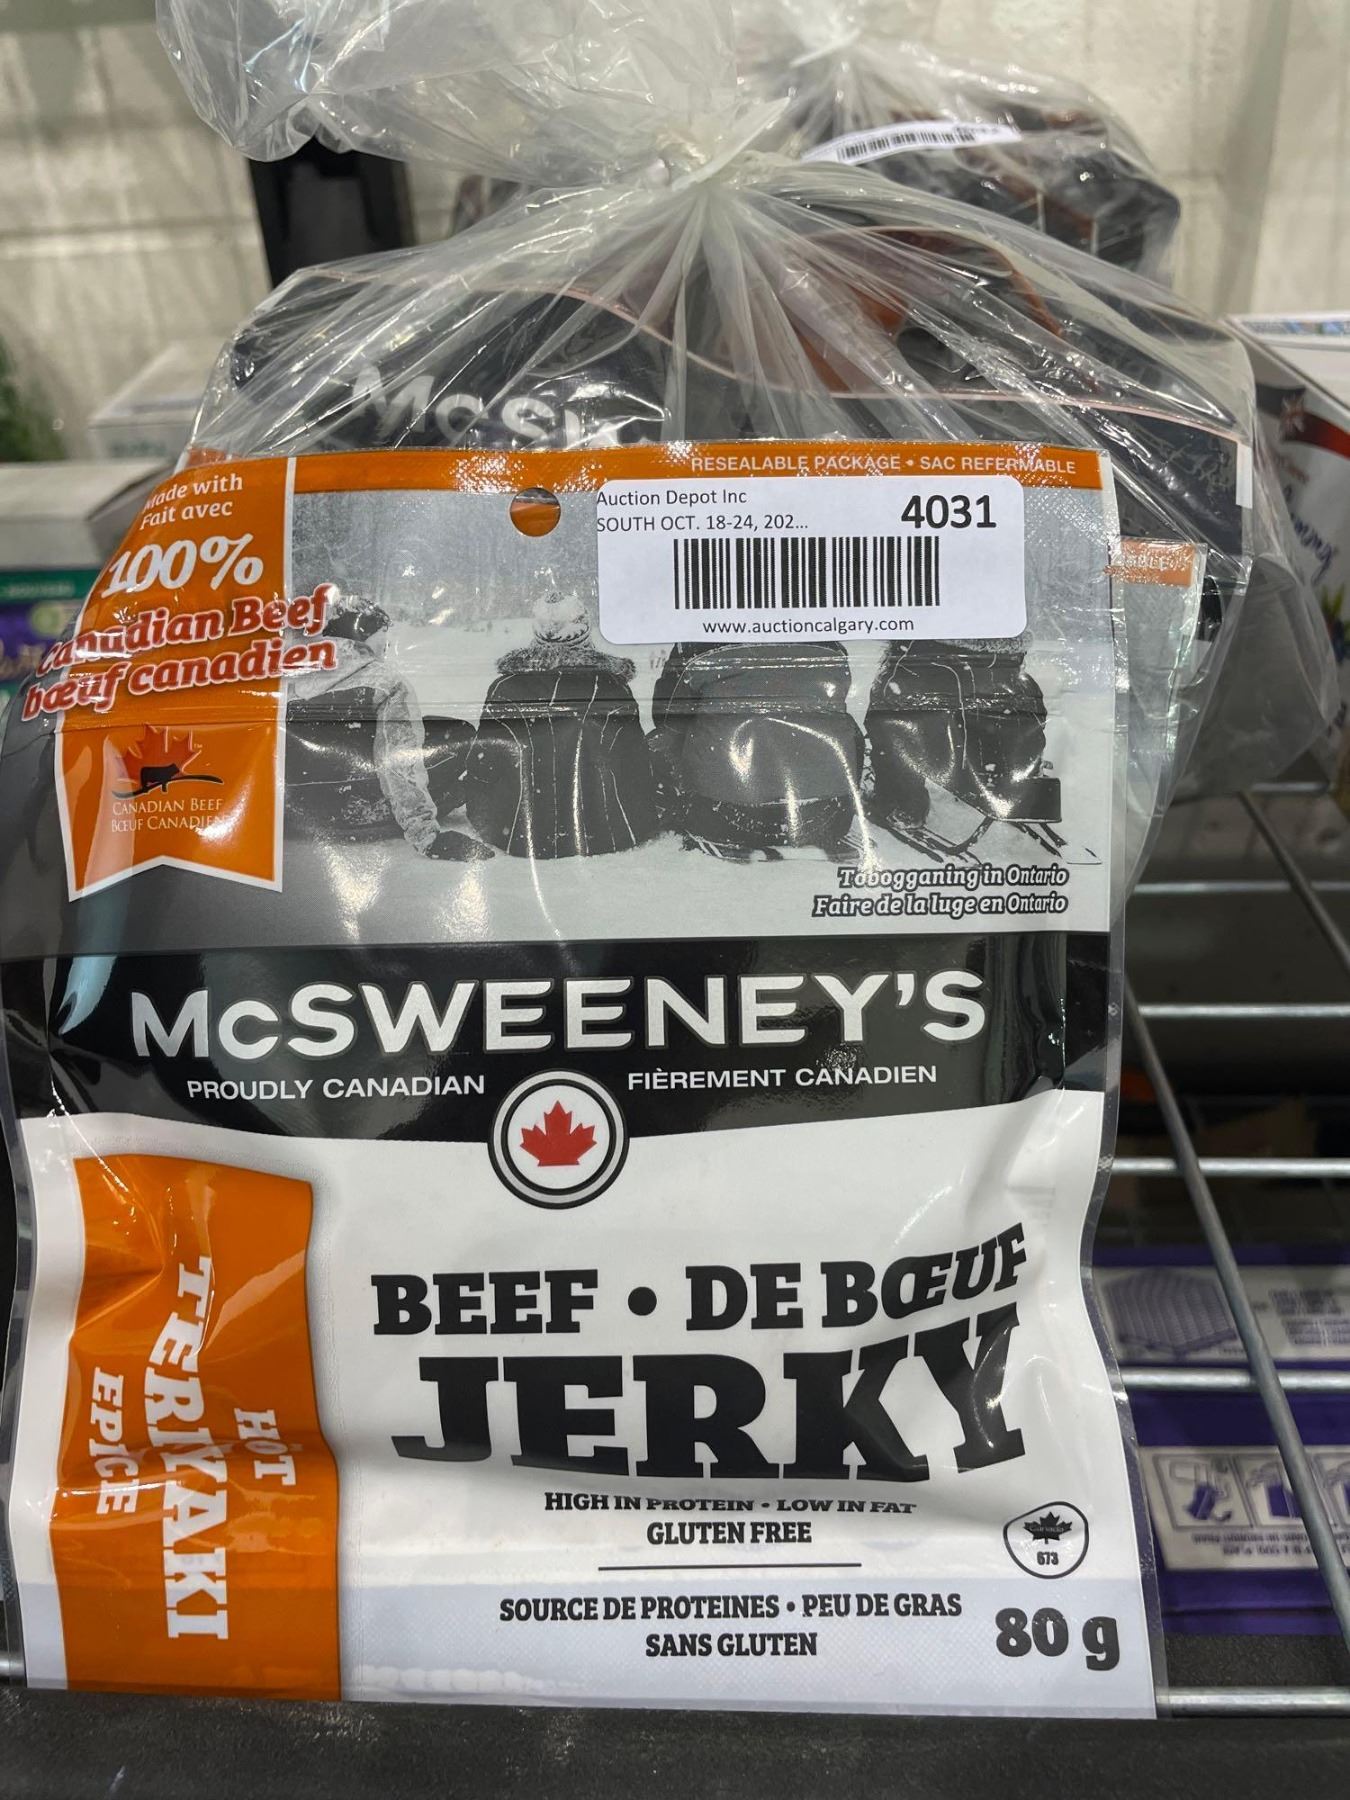 McSw
RESEALABLE PACKAGE • SAC REFERMABLE
Made with
Fait avec
100%
Canadian Beef
bœuf canadien
CANADIAN BEEF
BŒUF CANADIEN
Auction Depot Inc
SOUTH OCT. 18-24, 202...
4031
www.auctioncalgary.com
Tobogganing in Ontario
Faire de la luge en Ontario
McSWEENEY'S
PROUDLY CANADIAN
FIÈREMENT CANADIEN
HOT
TERIYAKI
EPICE
BEEF • DE BŒUF
JERKY
HIGH IN PROTEIN • LOW IN FAT
GLUTEN FREE
Canada
673
SOURCE DE PROTEINES • PEU DE GRAS
SANS GLUTEN
80 g